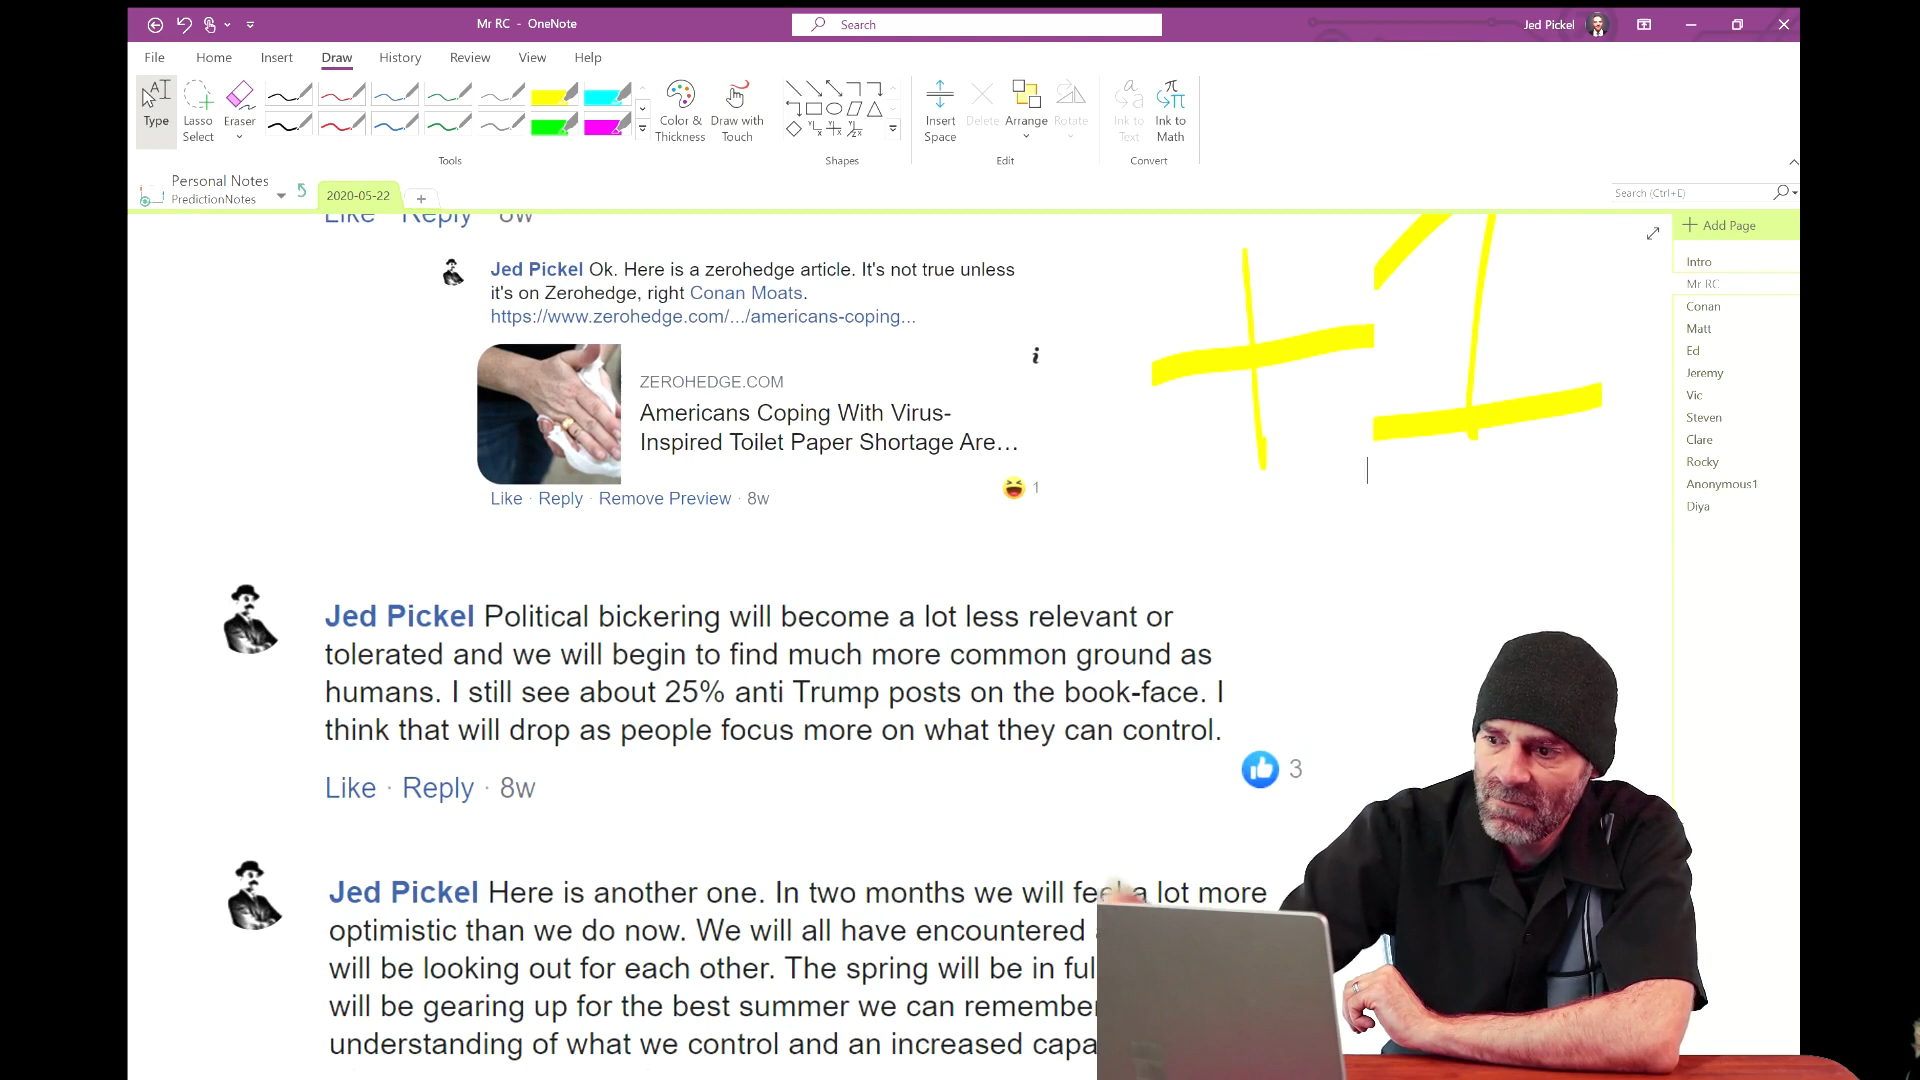 Mr RC - OneNote
Search
Jed Pickel
File Home Insert Draw History Review View Help
Type
Lasso Select
Eraser
Color & Thickness
Draw with Touch
Insert Space
Delete
Arrange
Rotate
Ink to Text
Ink to Math
Tools
Shapes
Edit
Convert
Personal Notes
PredictionNotes
2020-05-22
Search (Ctrl+E)
Add Page
Intro
Mr RC
Conan
Matt
Ed
Jeremy
Vic
Steven
Clare
Rocky
Anonymous1
Diya
Like Reply 8w
+1
Jed Pickel Ok. Here is a zerohedge article. It's not true unless
it's on Zerohedge, right Conan Moats.
https://www.zerohedge.com/.../americans-coping...
ZEROHEDGE.COM
Americans Coping With Virus-
Inspired Toilet Paper Shortage Are...
Like · Reply · Remove Preview · 8w
1
Jed Pickel Political bickering will become a lot less relevant or
tolerated and we will begin to find much more common ground as
humans. I still see about 25% anti Trump posts on the book-face. I
think that will drop as people focus more on what they can control.
3
Like · Reply · 8w
Jed Pickel Here is another one. In two months we will feel a lot more
optimistic than we do now. We will all have encountered
will be looking out for each other. The spring will be in
will be gearing up for the best summer we can remember
understanding of what we control and an increased